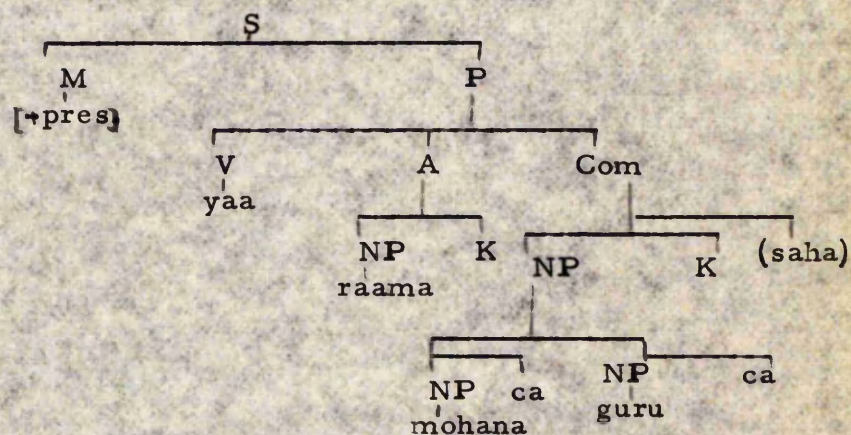 S
M P
[+pres]
V A Com
yaa
NP K NP K (saha)
raama
NP ca NP ca
mohana guru